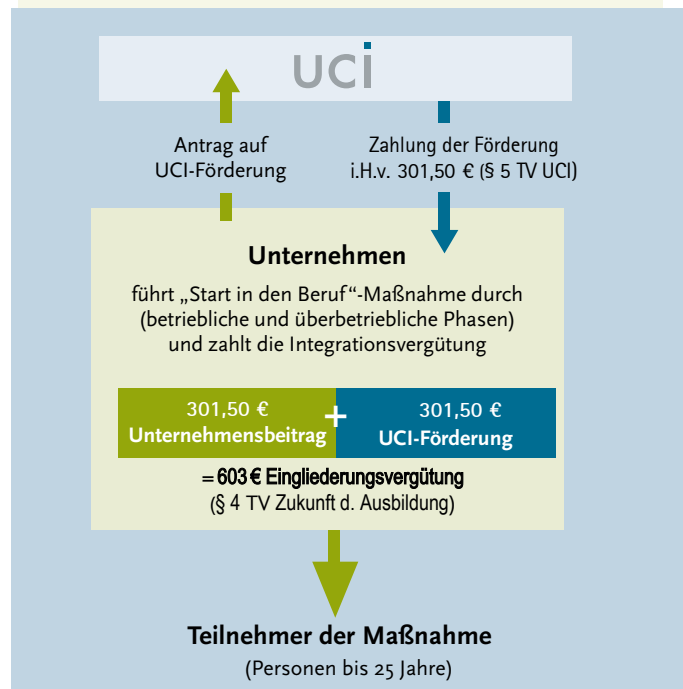 uci
Antrag auf
UCI-Förderung
Zahlung der Förderung
i.H.v. 301,50 € (§ 5 TV UCI)
Unternehmen
führt „Start in den Beruf“-Maßnahme durch
(betriebliche und überbetriebliche Phasen)
und zahlt die Integrationsvergütung
301,50 €
Unternehmensbeitrag
+
301,50 €
UCI-Förderung
= 603 € Eingliederungsvergütung
(§ 4 TV Zukunft d. Ausbildung)
Teilnehmer der Maßnahme
(Personen bis 25 Jahre)